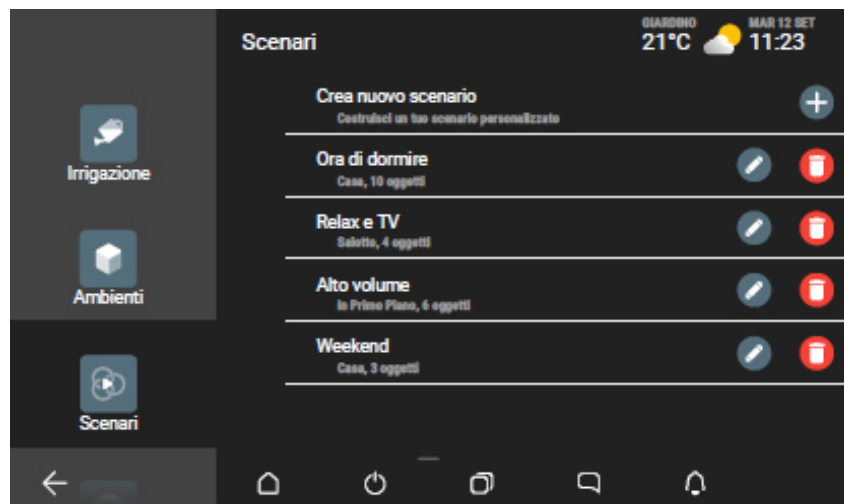 Scenari
GIARDINO
21°C
MAR 12 SET
11:23
Crea nuovo scenario
Costruisci un tuo scenario personalizzato
Ora di dormire
Casa, 10 oggetti
Relax e TV
Salotto, 4 oggetti
Alto volume
In Primo Piano, 6 oggetti
Weekend
Casa, 3 oggetti
Irrigazione
Ambienti
Scenari